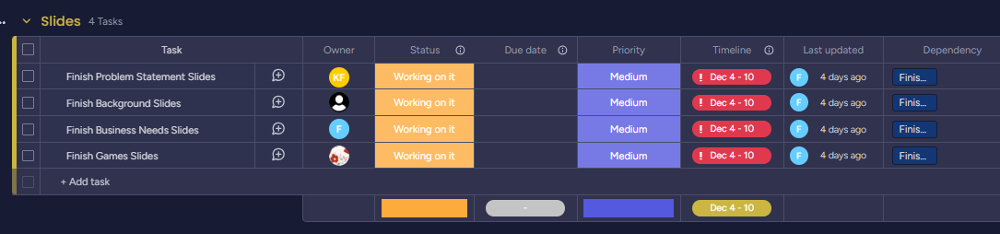 Slides 4 Tasks
Task Owner Status Due date Priority Timeline Last updated Dependency
Finish Problem Statement Slides KF Working on it Medium ! Dec 4 - 10 F 4 days ago Finis...
Finish Background Slides Working on it Medium ! Dec 4 - 10 F 4 days ago Finis...
Finish Business Needs Slides F Working on it Medium ! Dec 4 - 10 F 4 days ago Finis...
Finish Games Slides Working on it Medium ! Dec 4 - 10 F 4 days ago Finis...
+ Add task
- Dec 4 - 10